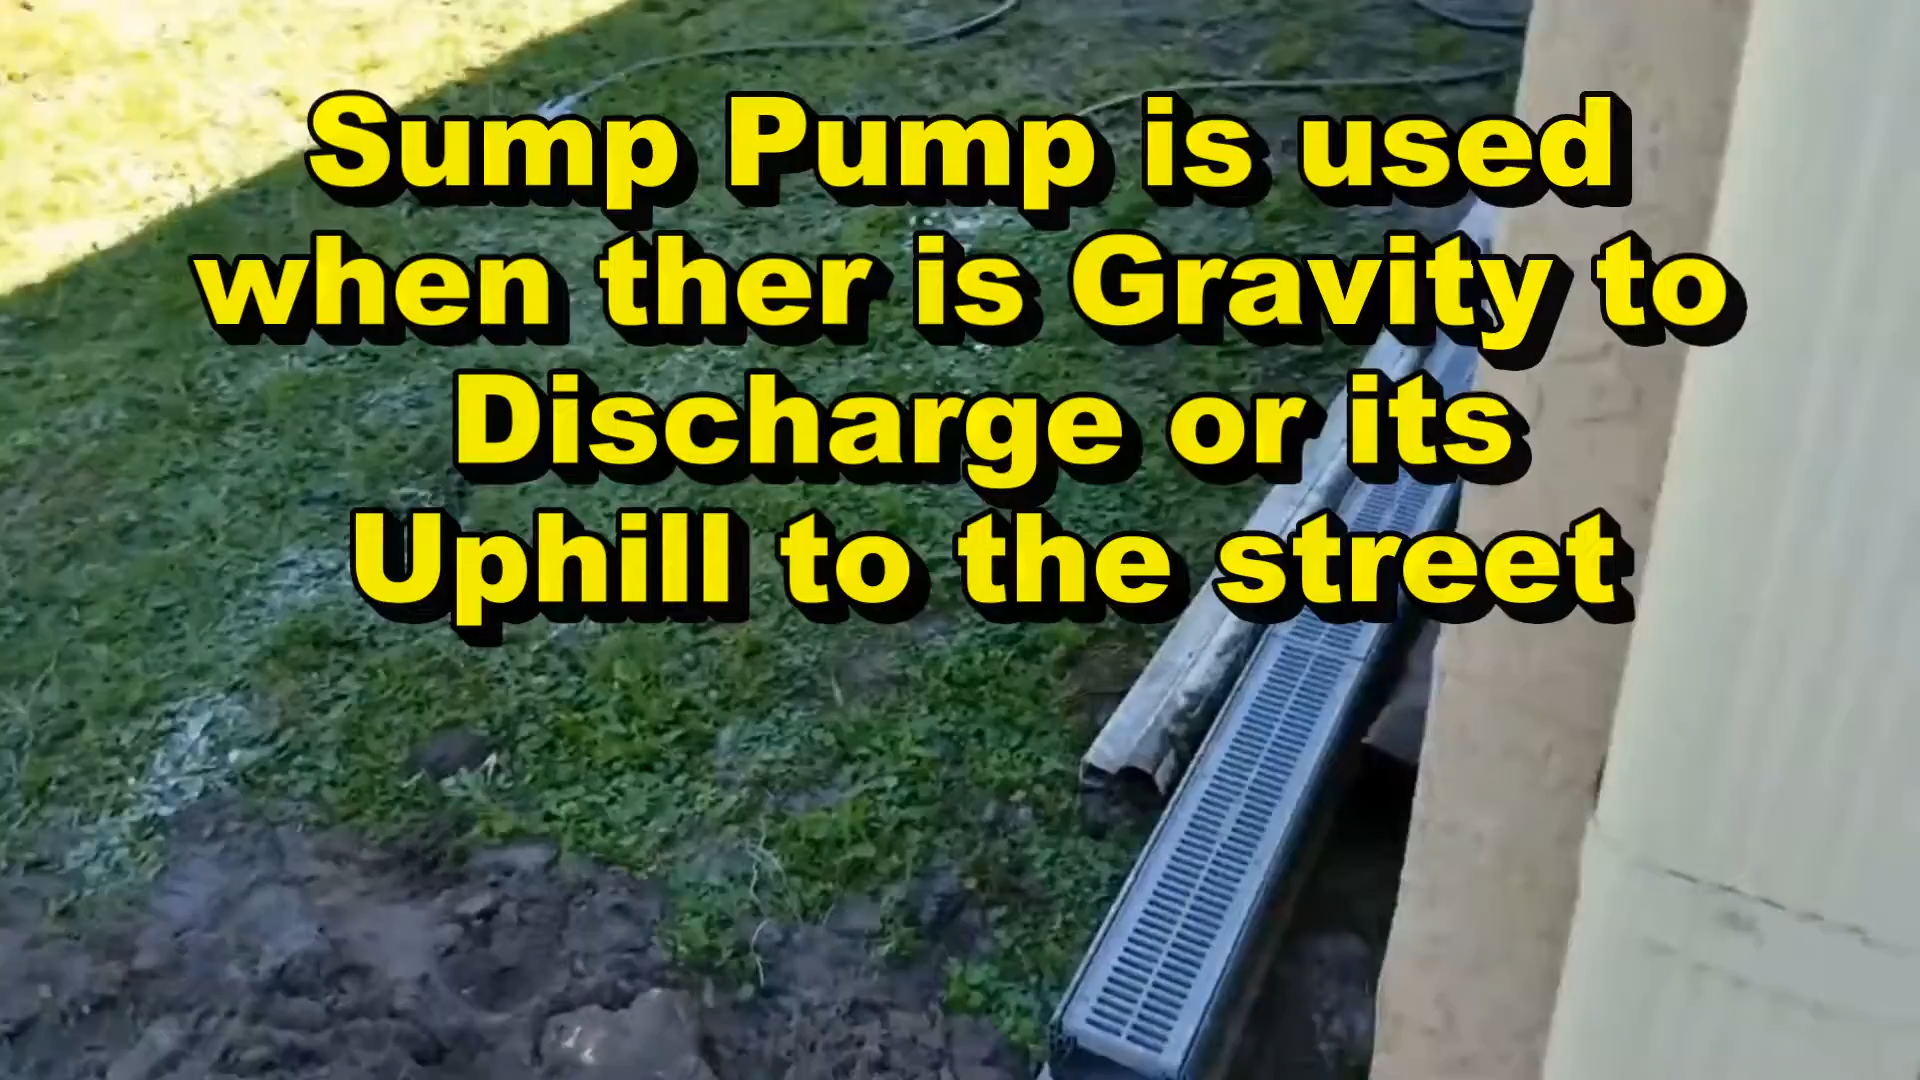 Sump Pump is used
when ther is Gravity to
Discharge or its
Uphill to the street